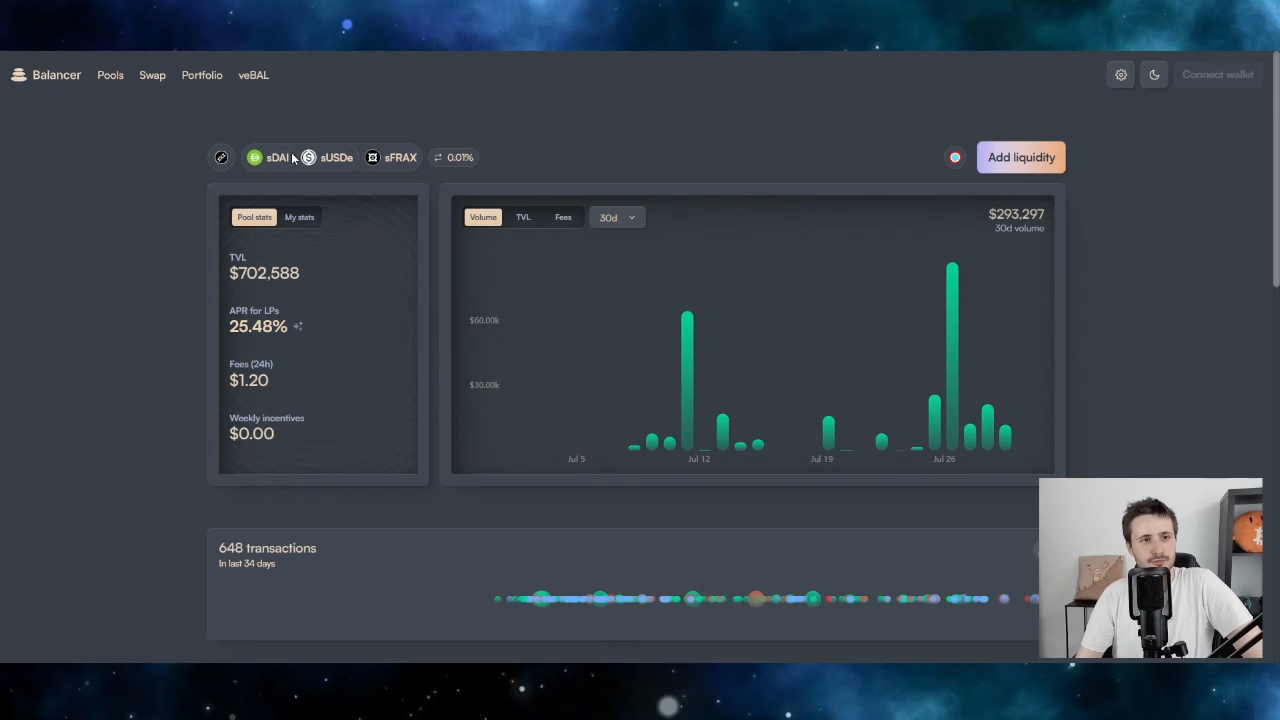 Balancer Pools Swap Portfolio veBAL Connect wallet
sDAI sUSDe sFRAX 0.01% Add liquidity
Pool stats My stats
TVL
$702,588
APR for LPs
25.48%
Fees (24h)
$1.20
Weekly incentives
$0.00
Volume TVL Fees 30d
$293,297
30d volume
$60.00k
$30.00k
Jul 5 Jul 12 Jul 19 Jul 26
648 transactions
In last 34 days